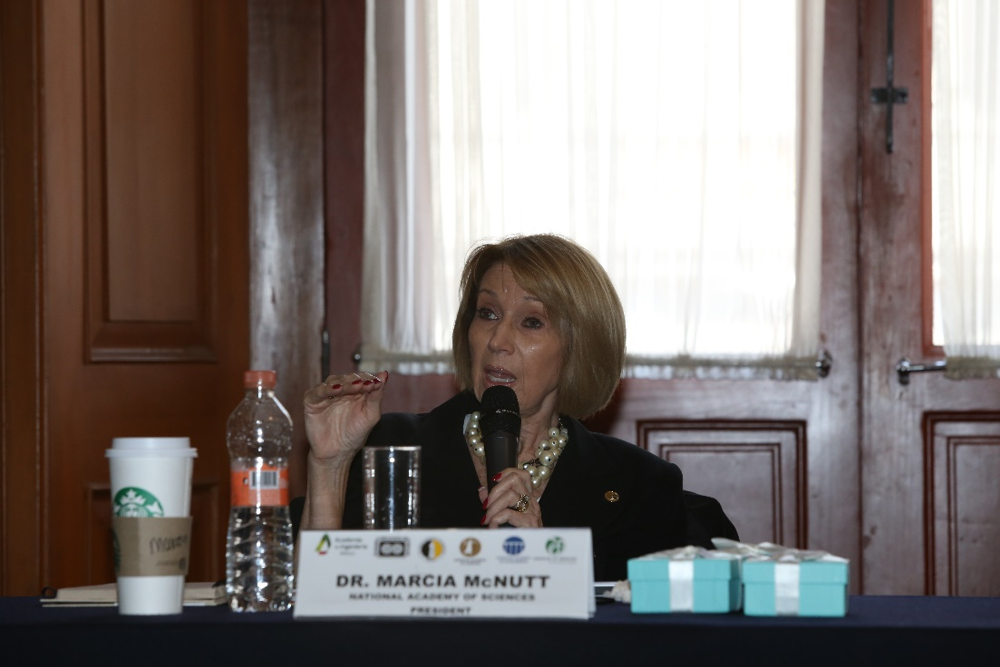 DR. MARCIA McNUTT
NATIONAL ACADEMY OF SCIENCES
PRESIDENT